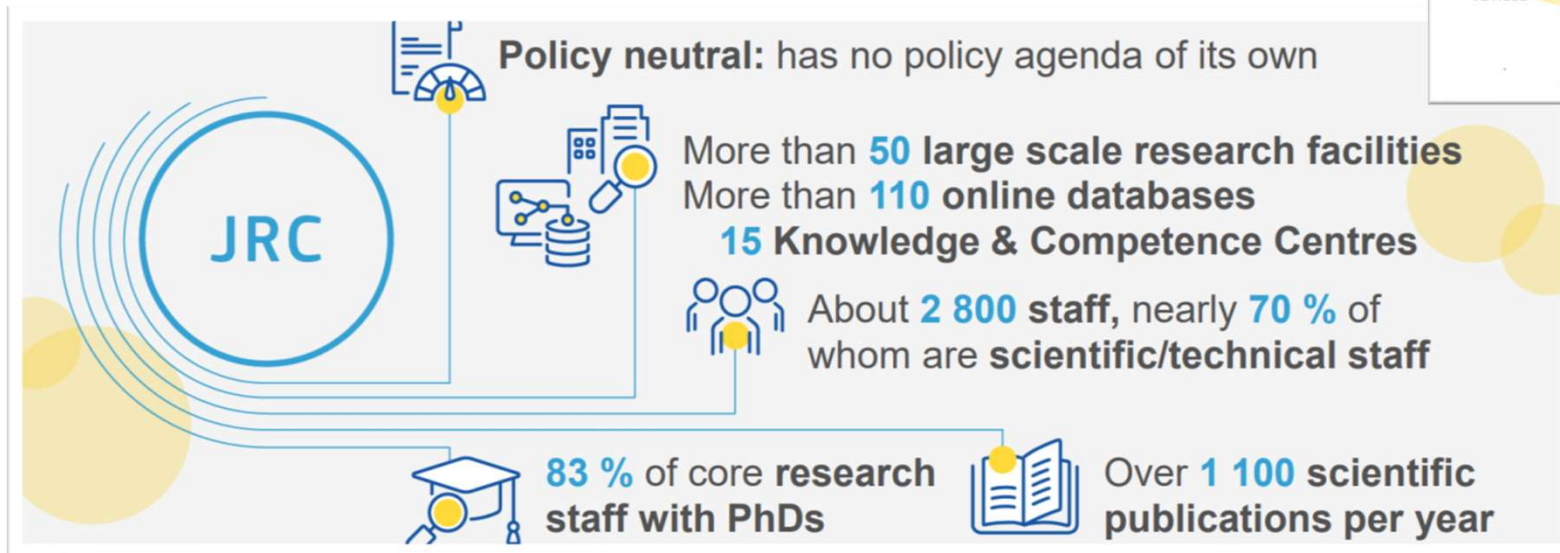 Policy neutral: has no policy agenda of its own
JRC
More than 50 large scale research facilities
More than 110 online databases
15 Knowledge & Competence Centres
About 2 800 staff, nearly 70 % of
whom are scientific/technical staff
83 % of core research
staff with PhDs
Over 1 100 scientific
publications per year